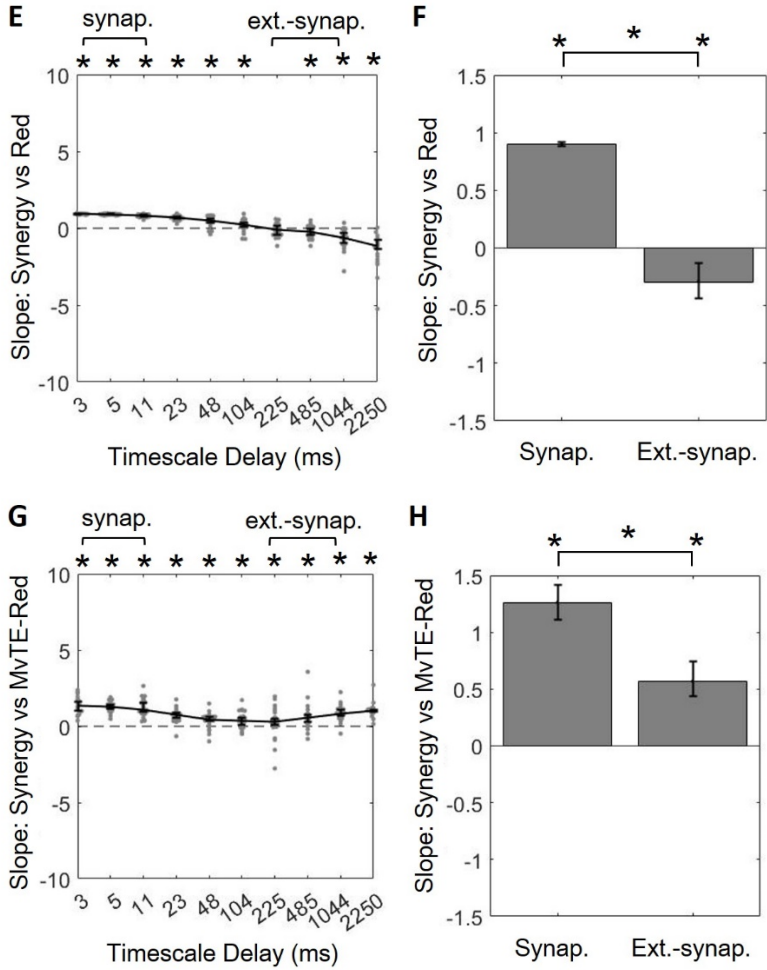 E
synap. ext.-synap.
* * * * * * * * *
10
5
0
-5
-10
Slope: Synergy vs Red
3 5 11 23 48 104 225 485 1044 2250
Timescale Delay (ms)
F
* * *
1.5
1
0.5
0
-0.5
-1
-1.5
Slope: Synergy vs Red
Synap. Ext.-synap.
G
synap. ext.-synap.
* * * * * * * * * *
10
5
0
-5
-10
Slope: Synergy vs MvTE-Red
3 5 11 23 48 104 225 485 1044 2250
Timescale Delay (ms)
H
* * *
1.5
1
0.5
0
-0.5
-1
-1.5
Slope: Synergy vs MvTE-Red
Synap. Ext.-synap.